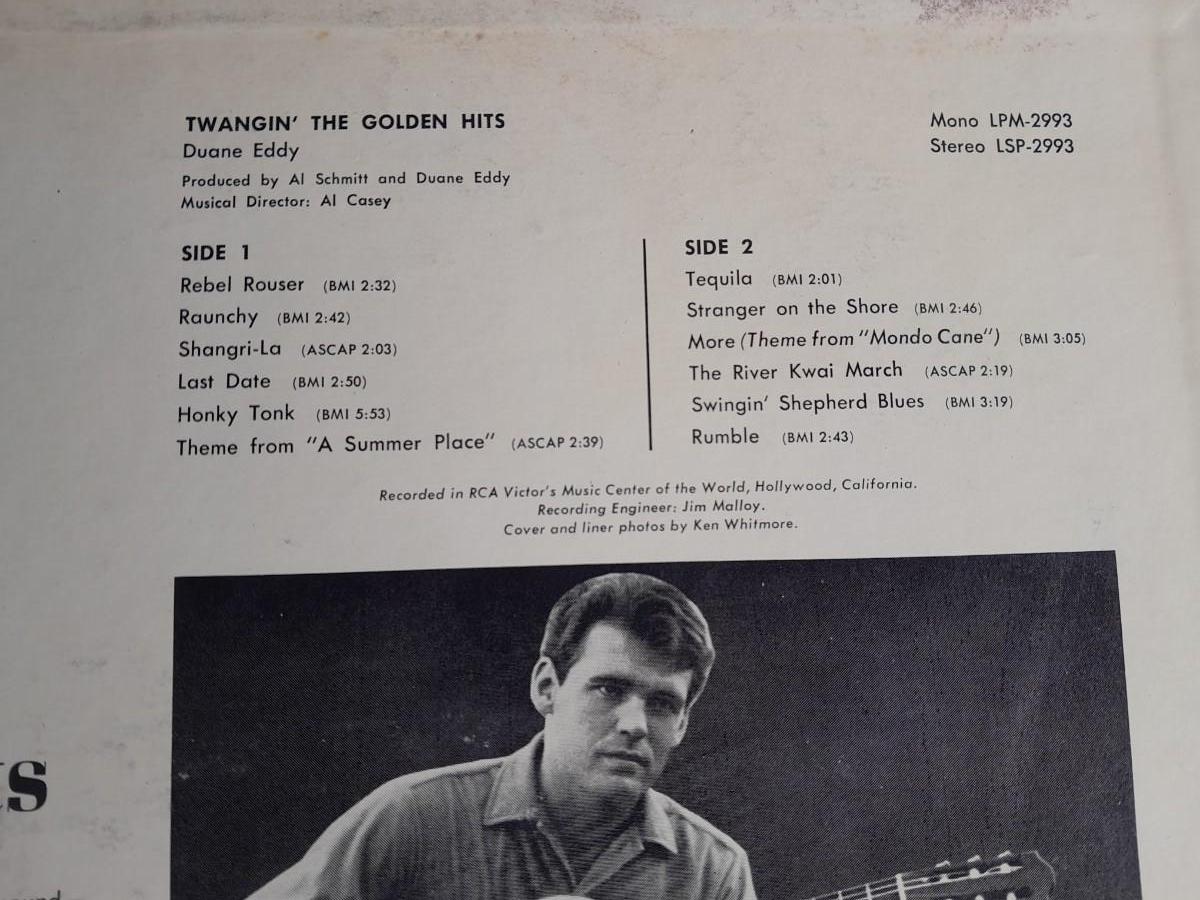 TWANGIN' THE GOLDEN HITS
Duane Eddy
Produced by Al Schmitt and Duane Eddy
Musical Director: Al Casey
Mono LPM-2993
Stereo LSP-2993
SIDE 1
Rebel Rouser (BMI 2:32)
Raunchy (BMI 2:42)
Shangri-La (ASCAP 2:03)
Last Date (BMI 2:50)
Honky Tonk (BMI 5:53)
Theme from "A Summer Place" (ASCAP 2:39)
SIDE 2
Tequila (BMI 2:01)
Stranger on the Shore (BMI 2:46)
More (Theme from "Mondo Cane") (BMI 3:05)
The River Kwai March (ASCAP 2:19)
Swingin' Shepherd Blues (BMI 3:19)
Rumble (BMI 2:43)
Recorded in RCA Victor's Music Center of the World, Hollywood, California.
Recording Engineer: Jim Malloy.
Cover and liner photos by Ken Whitmore.